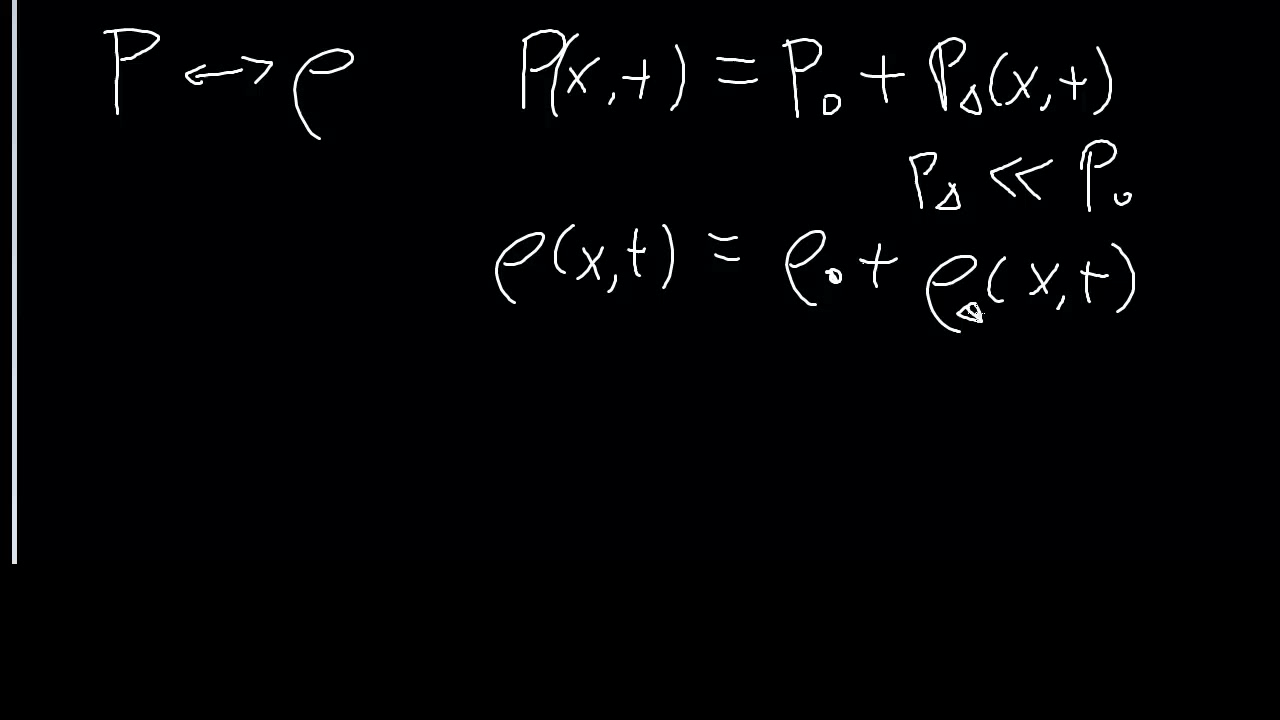 P ↔ ρ P(x,t) = P₀ + P_Δ(x,t)
P_Δ ≪ P₀
ρ(x,t) = ρ₀ + ρ_Δ(x,t)